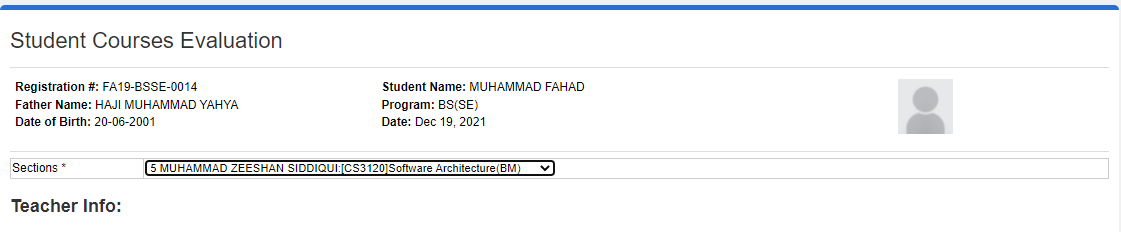 Student Courses Evaluation
Registration #: FA19-BSSE-0014
Student Name: MUHAMMAD FAHAD
Father Name: HAJI MUHAMMAD YAHYA
Program: BS(SE)
Date of Birth: 20-06-2001
Date: Dec 19, 2021
Sections *
5 MUHAMMAD ZEESHAN SIDDIQUI:[CS3120]Software Architecture(BM)
Teacher Info: